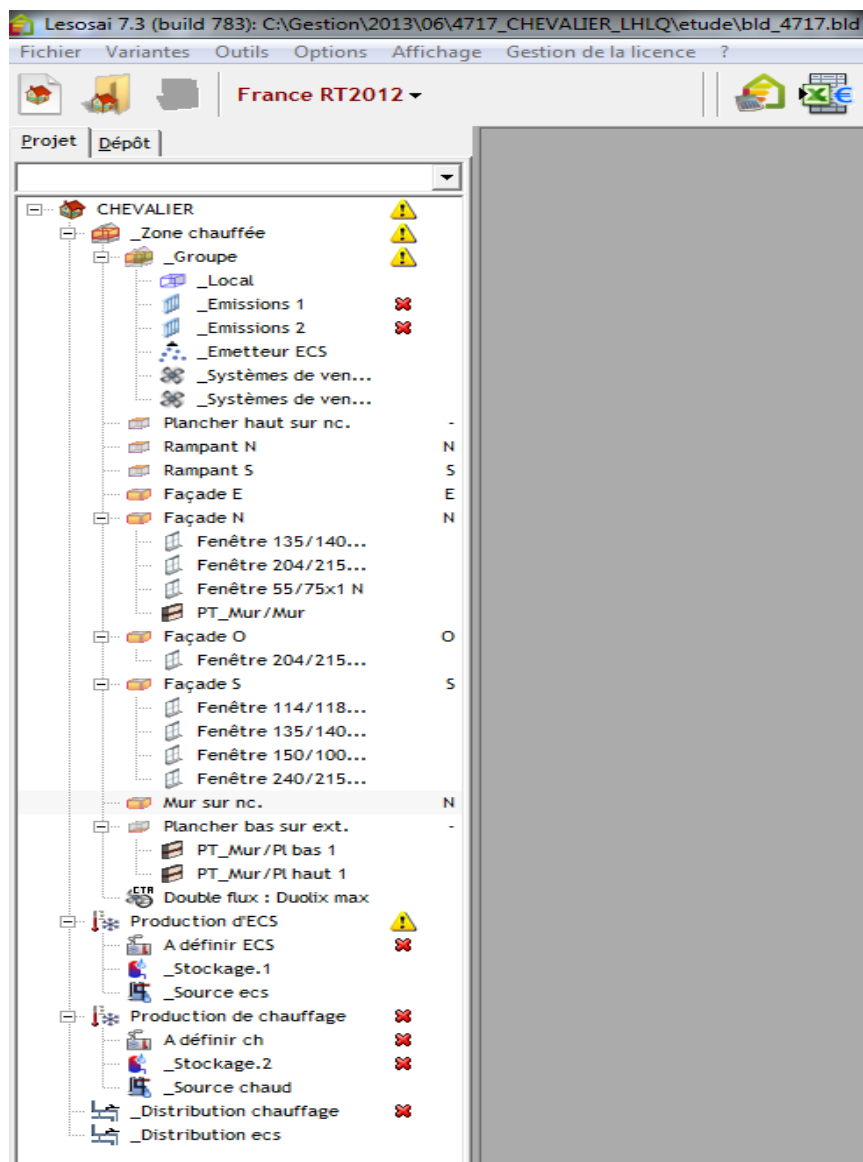 Lesosai 7.3 (build 783): C:\Gestion\2013\06\4717_CHEVALIER_LHLQ\etude\bld_4717.bld
Fichier Variantes Outils Options Affichage Gestion de la licence ?
France RT2012
Projet Dépôt
CHEVALIER
_Zone chauffée
_Groupe
_Local
_Emissions 1
_Emissions 2
_Emetteur ECS
_Systèmes de ven...
_Systèmes de ven...
Plancher haut sur nc. -
Rampant N N
Rampant S S
Façade E E
Façade N N
Fenêtre 135/140...
Fenêtre 204/215...
Fenêtre 55/75x1 N
PT_Mur/Mur
Façade O O
Fenêtre 204/215...
Façade S S
Fenêtre 114/118...
Fenêtre 135/140...
Fenêtre 150/100...
Fenêtre 240/215...
Mur sur nc. N
Plancher bas sur ext. -
PT_Mur/Pl bas 1
PT_Mur/Pl haut 1
CTA Double flux : Duolix max
Production d'ECS
A définir ECS
_Stockage.1
_Source ecs
Production de chauffage
A définir ch
_Stockage.2
_Source chaud
_Distribution chauffage
_Distribution ecs